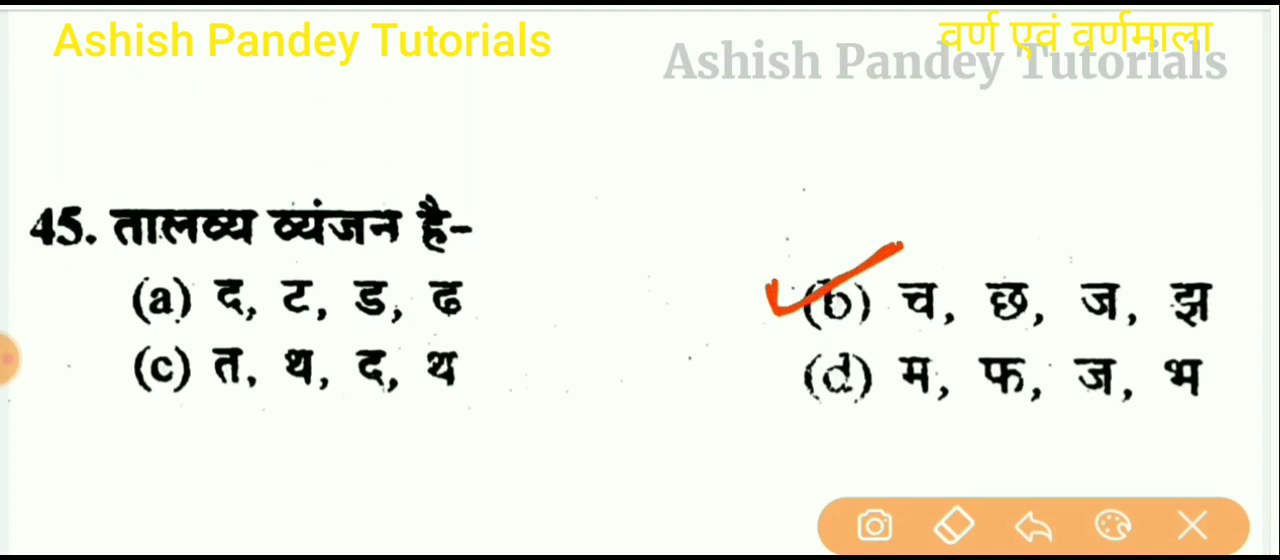 Ashish Pandey Tutorials
वर्ण एवं वर्णमाला
Ashish Pandey Tutorials
45. तालव्य व्यंजन है-
(a) द, ट, ड, ढ
(b) च, छ, ज, झ
(c) त, थ, द, थ
(d) म, फ, ज, भ